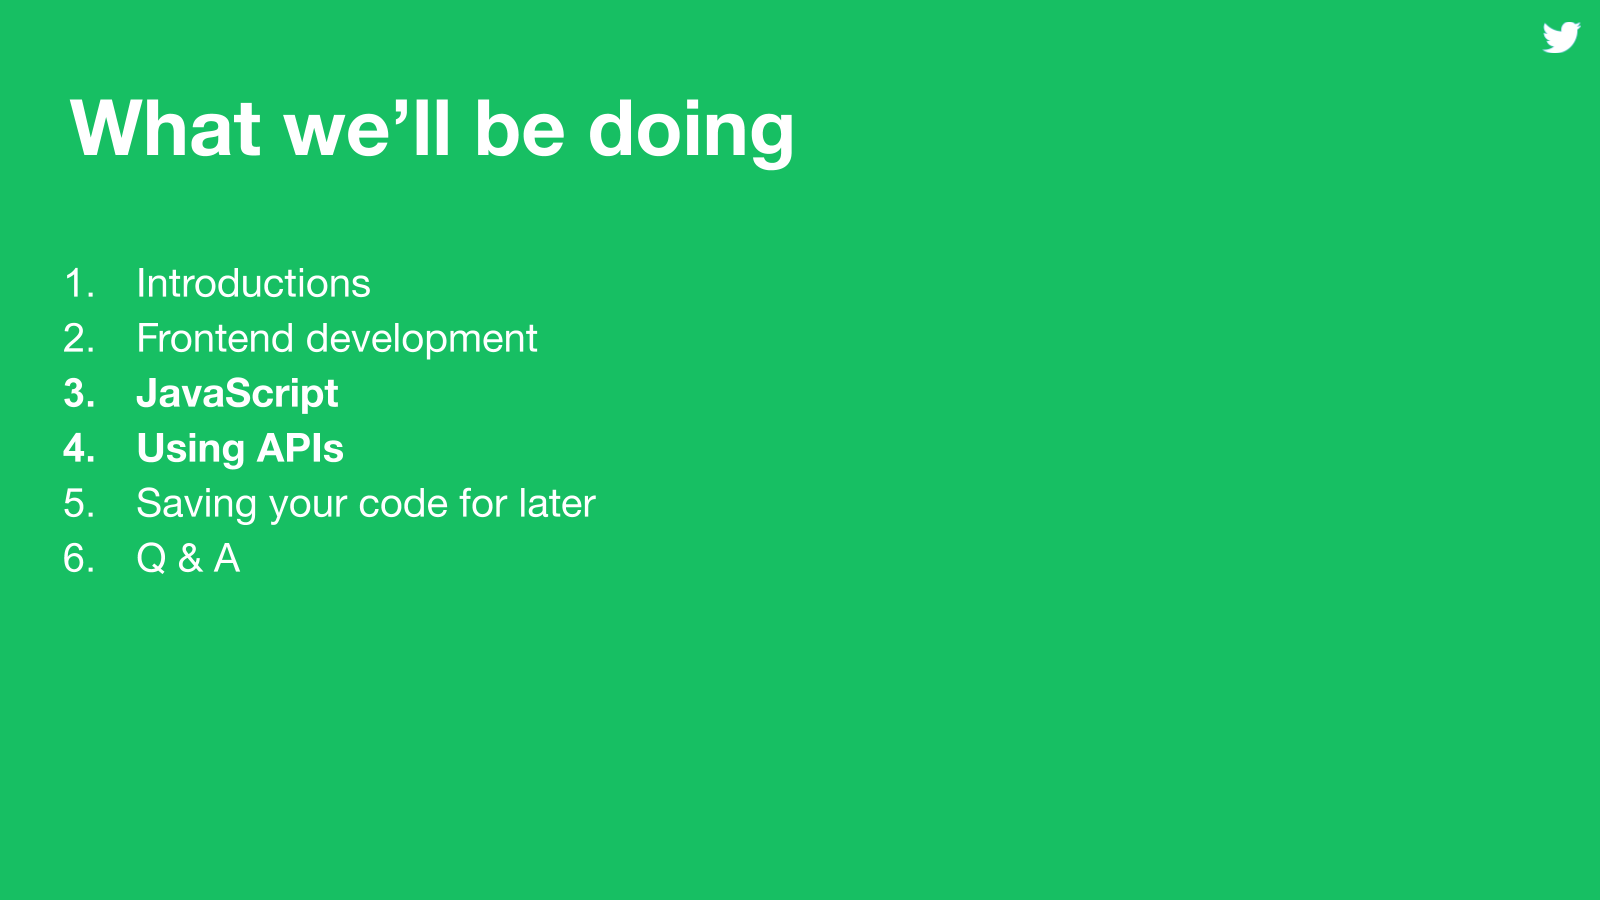 What we’ll be doing
1. Introductions
2. Frontend development
3. JavaScript
4. Using APIs
5. Saving your code for later
6. Q & A